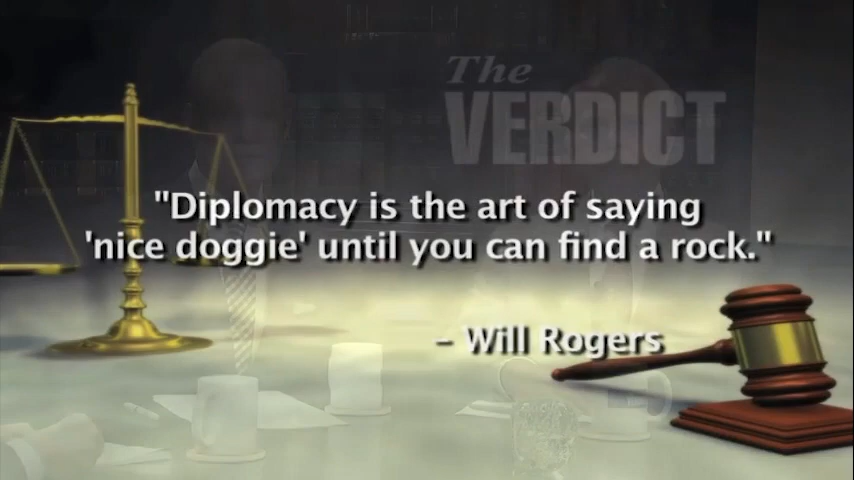 The
VERDICT
"Diplomacy is the art of saying
'nice doggie' until you can find a rock."
- Will Rogers